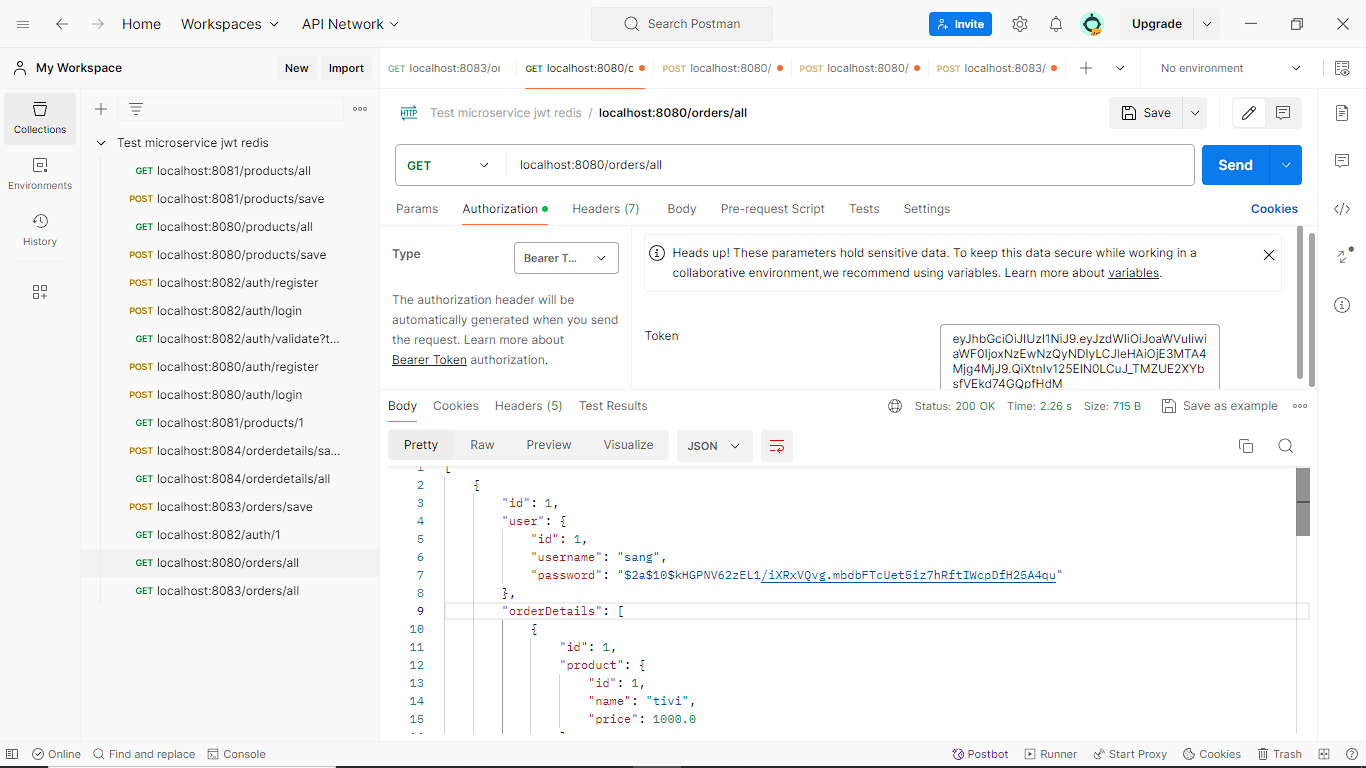 Home Workspaces API Network Search Postman Invite Upgrade
My Workspace New Import
GET localhost:8083/or GET localhost:8080/c POST localhost:8080/ POST localhost:8080/ POST localhost:8083/ No environment
Collections
Environments
History
Test microservice jwt redis
GET localhost:8081/products/all
POST localhost:8081/products/save
GET localhost:8080/products/all
POST localhost:8080/products/save
POST localhost:8082/auth/register
POST localhost:8082/auth/login
GET localhost:8082/auth/validate?t...
POST localhost:8080/auth/register
POST localhost:8080/auth/login
GET localhost:8081/products/1
POST localhost:8084/orderdetails/sa...
GET localhost:8084/orderdetails/all
POST localhost:8083/orders/save
GET localhost:8082/auth/1
GET localhost:8080/orders/all
GET localhost:8083/orders/all
HTTP Test microservice jwt redis / localhost:8080/orders/all Save
GET localhost:8080/orders/all Send
Params Authorization Headers (7) Body Pre-request Script Tests Settings Cookies
Type Bearer T...
The authorization header will be
automatically generated when you send
the request. Learn more about
Bearer Token authorization.
Heads up! These parameters hold sensitive data. To keep this data secure while working in a
collaborative environment,we recommend using variables. Learn more about variables.
Token
Body Cookies Headers (5) Test Results Status: 200 OK Time: 2.26 s Size: 715 B Save as example
Pretty Raw Preview Visualize JSON
1 [
2 {
3 "id": 1,
4 "user": {
5 "id": 1,
6 "username": "sang",
7 "password": "$2a$10$kHGPNV62zEL1/iXRxVQvg.mbdbFTcUet5iz7hRftIWcpDfH25A4qu"
8 },
9 "orderDetails": [
10 {
11 "id": 1,
12 "product": {
13 "id": 1,
14 "name": "tivi",
15 "price": 1000.0
Online Find and replace Console Postbot Runner Start Proxy Cookies Trash